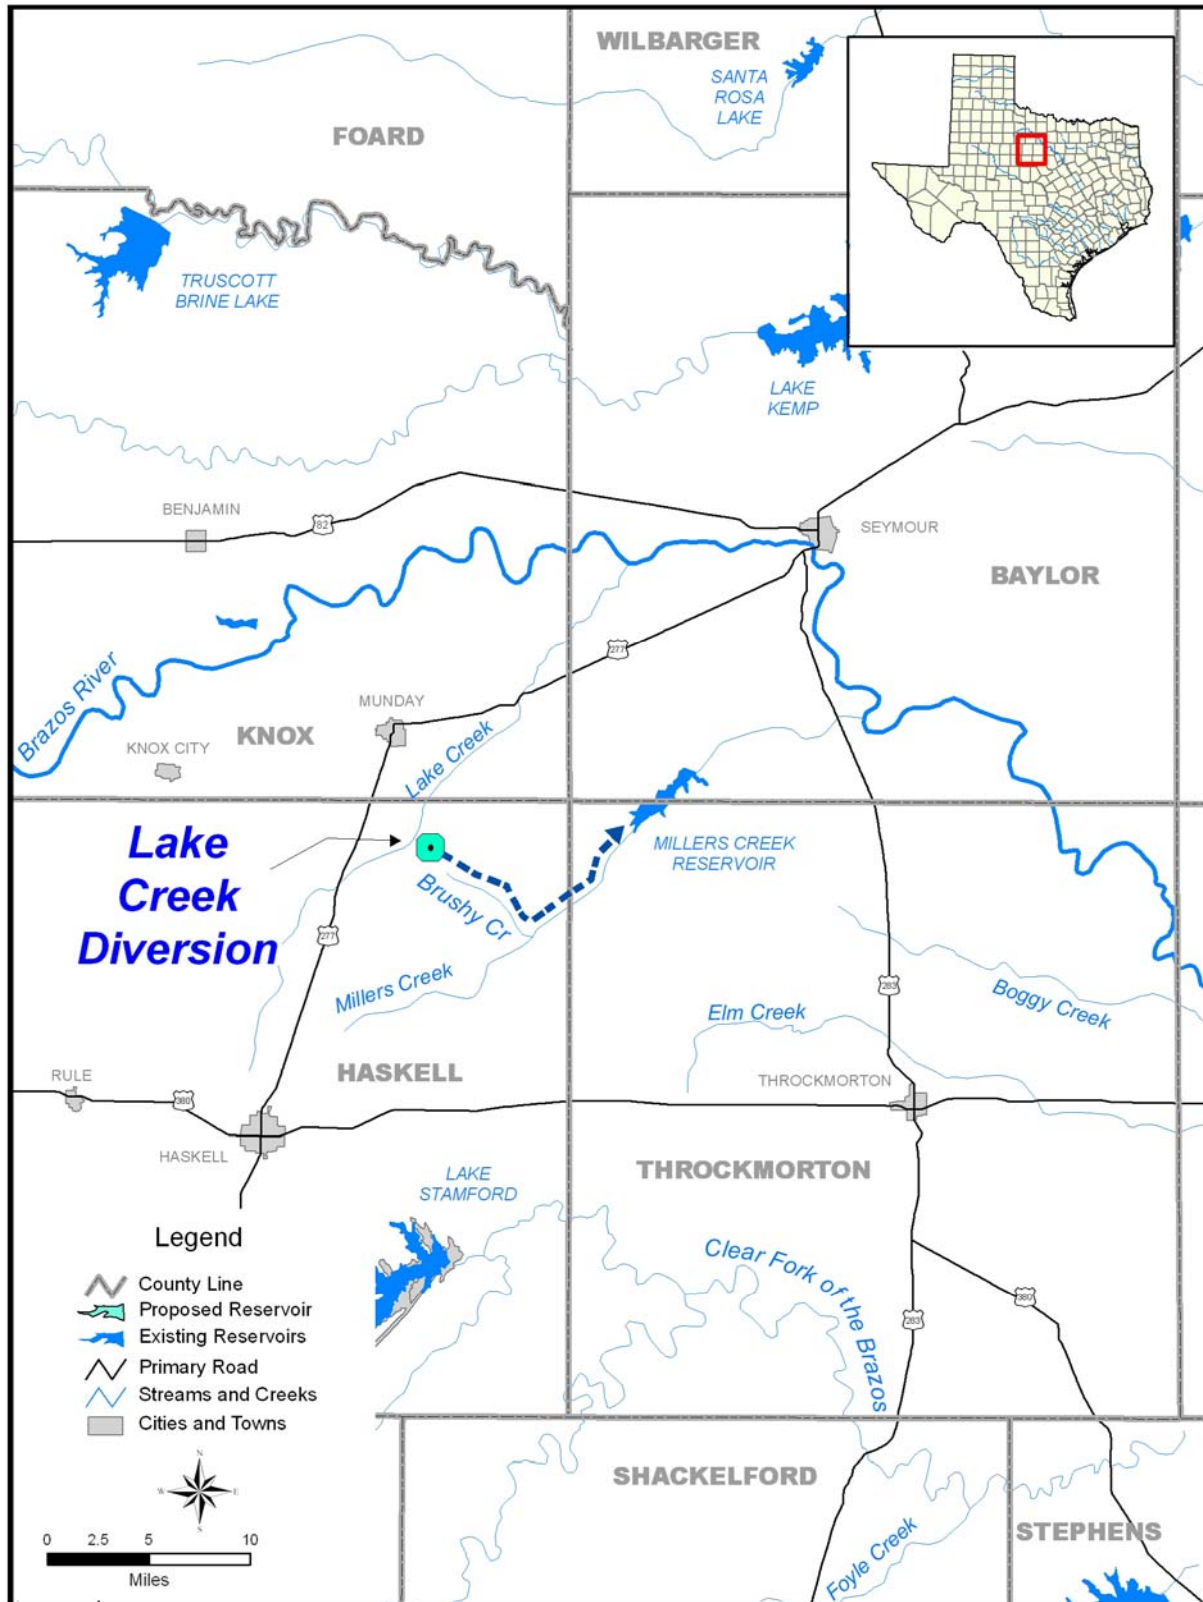 WILBARGER
SANTA
ROSA
LAKE
FOARD
TRUSCOTT
BRINE LAKE
LAKE
KEMP
BENJAMIN
82
SEYMOUR
BAYLOR
277
Brazos River
MUNDAY
KNOX
KNOX CITY
Lake Creek
Lake
Creek
Diversion
MILLERS CREEK
RESERVOIR
Brushy Cr
277
Millers Creek
283
Boggy Creek
Elm Creek
RULE
HASKELL
THROCKMORTON
380
HASKELL
THROCKMORTON
LAKE
STAMFORD
Clear Fork of the Brazos
380
283
Legend
County Line
Proposed Reservoir
Existing Reservoirs
Primary Road
Streams and Creeks
Cities and Towns
N
W
E
S
0 2.5 5 10
Miles
SHACKELFORD
STEPHENS
Foyle Creek